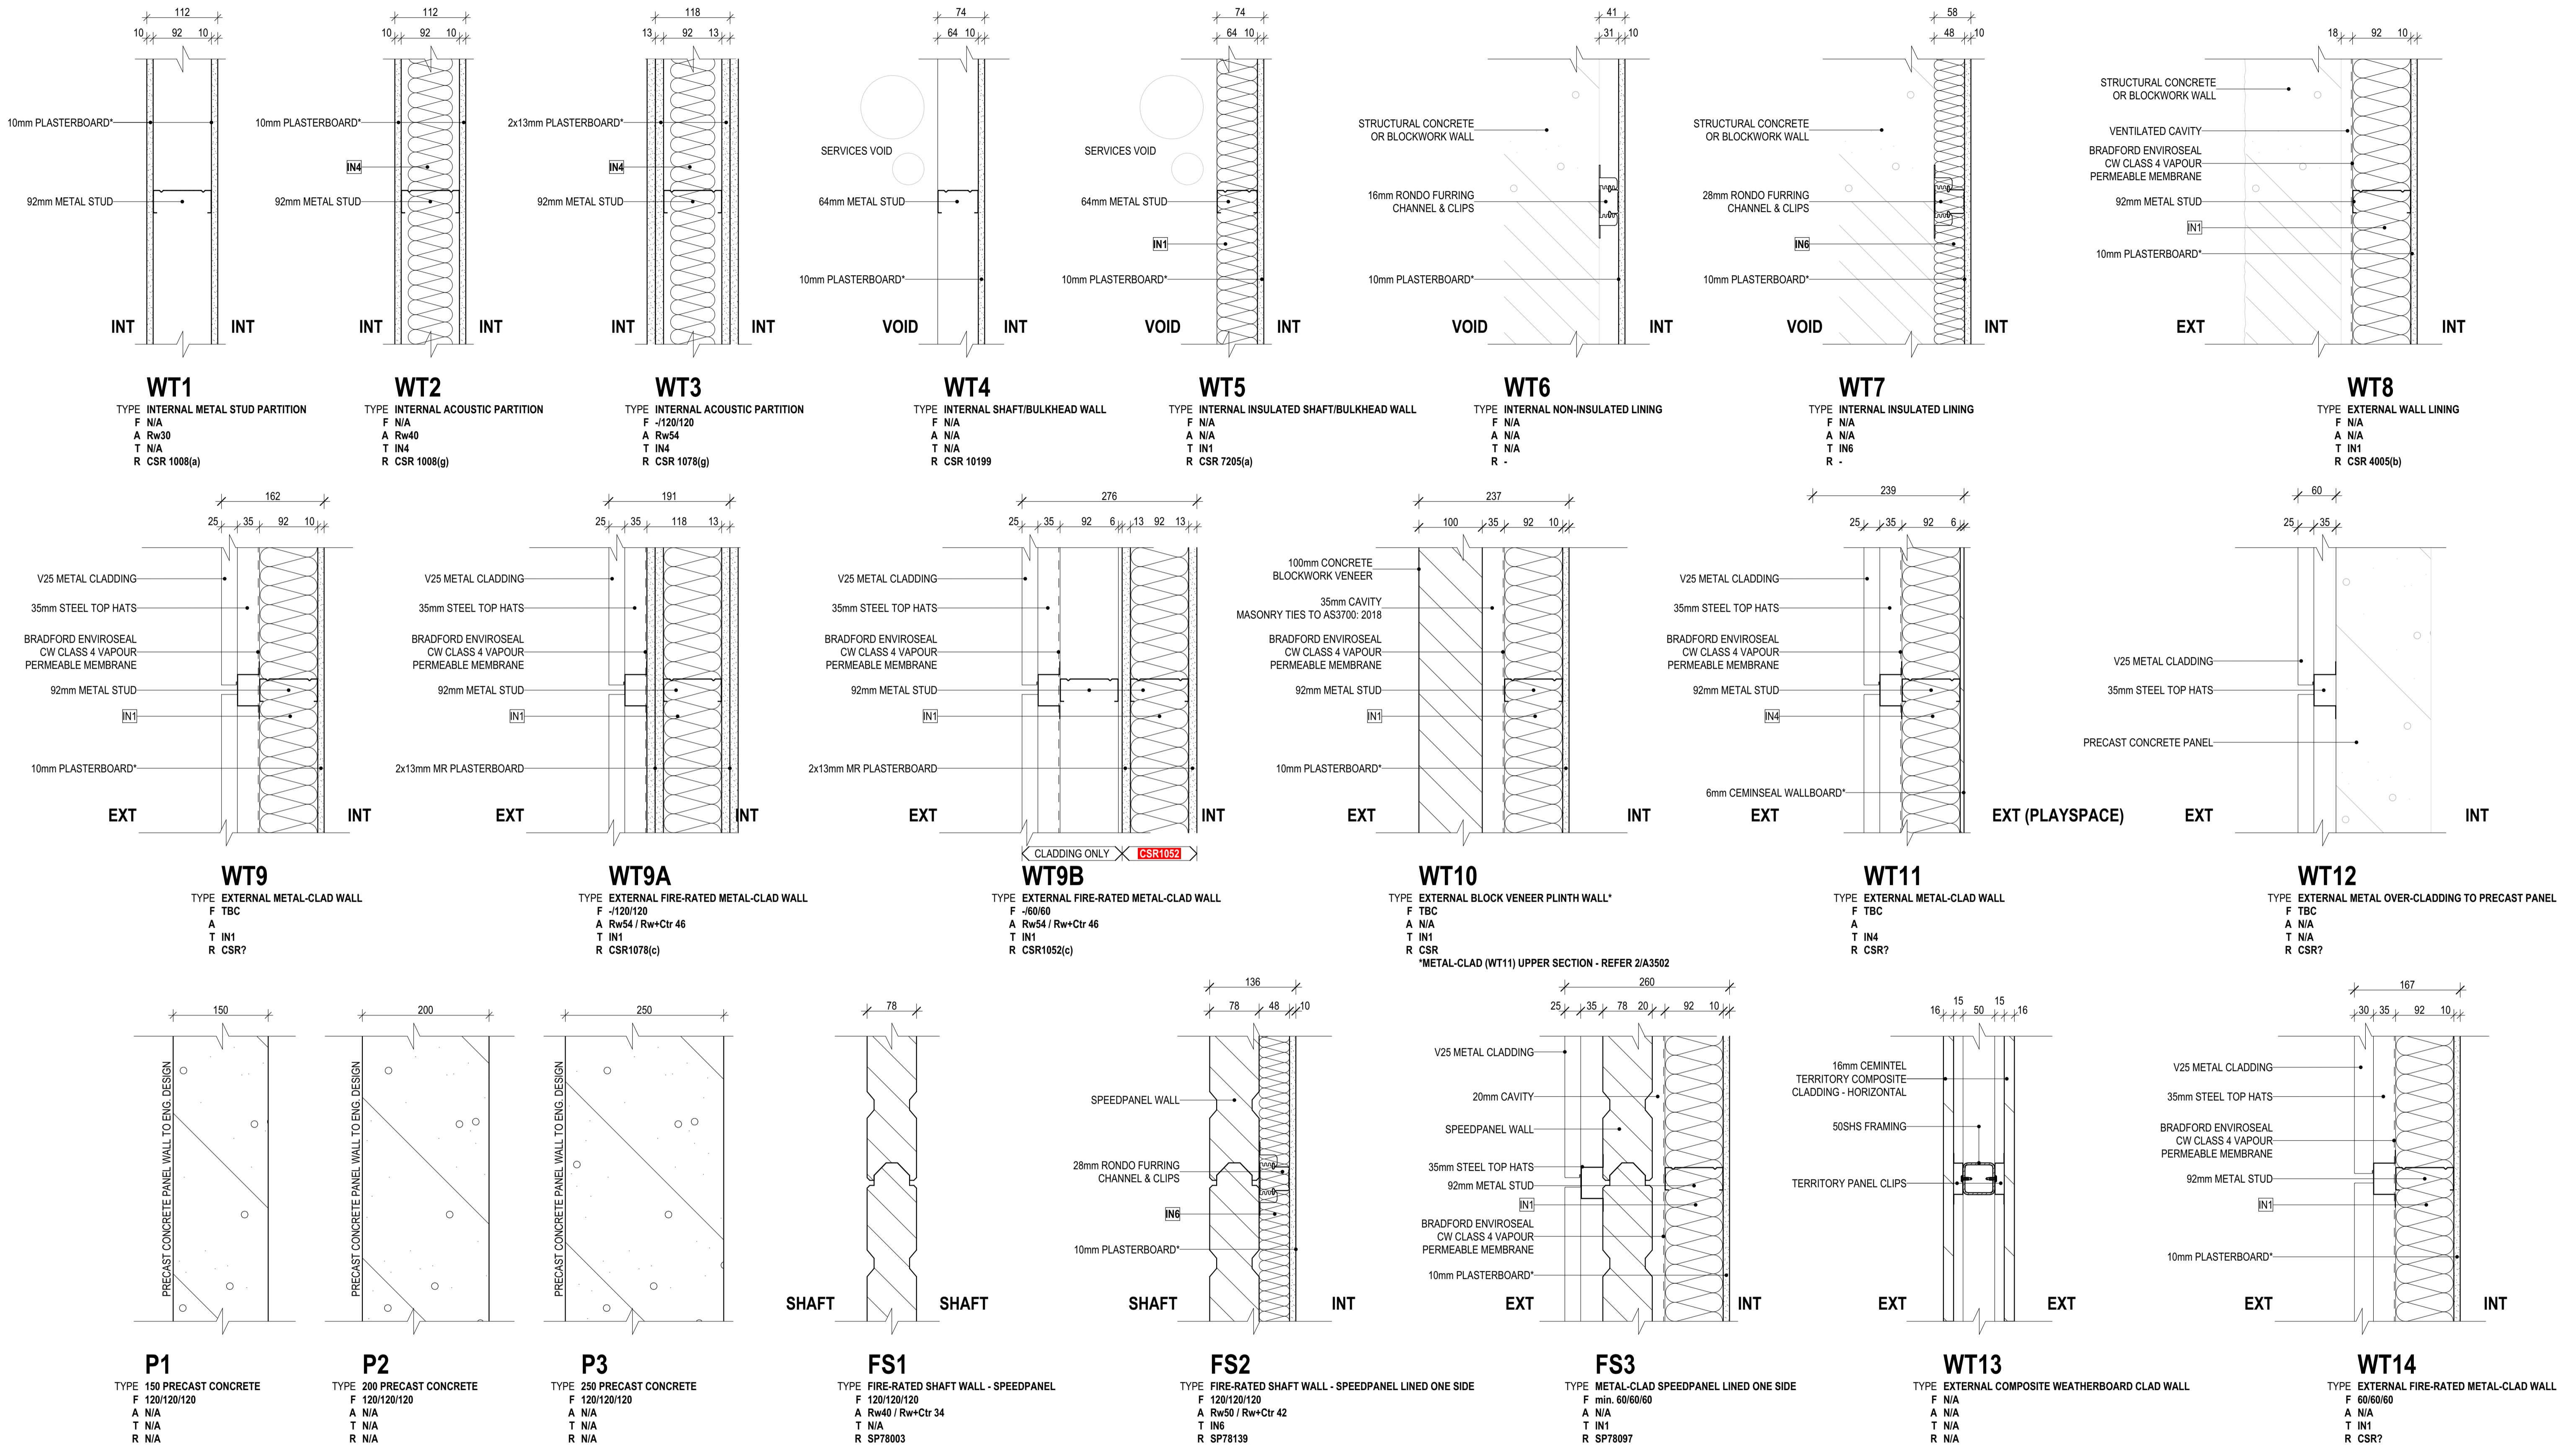 112
10 92 10
10mm PLASTERBOARD*
92mm METAL STUD
INT INT
WT1
TYPE INTERNAL METAL STUD PARTITION
F N/A
A Rw30
T N/A
R CSR 1008(a)
112
10 92 10
10mm PLASTERBOARD*
IN4
92mm METAL STUD
INT INT
WT2
TYPE INTERNAL ACOUSTIC PARTITION
F N/A
A Rw40
T IN4
R CSR 1008(g)
118
13 92 13
2x13mm PLASTERBOARD*
IN4
92mm METAL STUD
INT INT
WT3
TYPE INTERNAL ACOUSTIC PARTITION
F -/120/120
A Rw54
T IN4
R CSR 1078(g)
74
64 10
SERVICES VOID
64mm METAL STUD
10mm PLASTERBOARD*
VOID INT
WT4
TYPE INTERNAL SHAFT/BULKHEAD WALL
F N/A
A N/A
T N/A
R CSR 10199
74
64 10
SERVICES VOID
64mm METAL STUD
IN1
10mm PLASTERBOARD*
VOID INT
WT5
TYPE INTERNAL INSULATED SHAFT/BULKHEAD WALL
F N/A
A N/A
T IN1
R CSR 7205(a)
41
31 10
STRUCTURAL CONCRETE
OR BLOCKWORK WALL
16mm RONDO FURRING
CHANNEL & CLIPS
10mm PLASTERBOARD*
VOID INT
WT6
TYPE INTERNAL NON-INSULATED LINING
F N/A
A N/A
T N/A
R -
58
48 10
STRUCTURAL CONCRETE
OR BLOCKWORK WALL
28mm RONDO FURRING
CHANNEL & CLIPS
IN6
10mm PLASTERBOARD*
VOID INT
WT7
TYPE INTERNAL INSULATED LINING
F N/A
A N/A
T IN6
R -
18 92 10
STRUCTURAL CONCRETE
OR BLOCKWORK WALL
VENTILATED CAVITY
BRADFORD ENVIROSEAL
CW CLASS 4 VAPOUR
PERMEABLE MEMBRANE
92mm METAL STUD
IN1
10mm PLASTERBOARD*
EXT INT
WT8
TYPE EXTERNAL WALL LINING
F N/A
A N/A
T IN1
R CSR 4005(b)
162
25 35 92 10
V25 METAL CLADDING
35mm STEEL TOP HATS
BRADFORD ENVIROSEAL
CW CLASS 4 VAPOUR
PERMEABLE MEMBRANE
92mm METAL STUD
IN1
10mm PLASTERBOARD*
EXT INT
WT9
TYPE EXTERNAL METAL-CLAD WALL
F TBC
A
T IN1
R CSR?
191
25 35 118 13
V25 METAL CLADDING
35mm STEEL TOP HATS
BRADFORD ENVIROSEAL
CW CLASS 4 VAPOUR
PERMEABLE MEMBRANE
92mm METAL STUD
IN1
2x13mm MR PLASTERBOARD
EXT INT
WT9A
TYPE EXTERNAL FIRE-RATED METAL-CLAD WALL
F -/120/120
A Rw54 / Rw+Ctr 46
T IN1
R CSR1078(c)
276
25 35 92 6 13 92 13
V25 METAL CLADDING
35mm STEEL TOP HATS
BRADFORD ENVIROSEAL
CW CLASS 4 VAPOUR
PERMEABLE MEMBRANE
92mm METAL STUD
IN1
2x13mm MR PLASTERBOARD
EXT INT
CLADDING ONLY CSR1052
WT9B
TYPE EXTERNAL FIRE-RATED METAL-CLAD WALL
F -/60/60
A Rw54 / Rw+Ctr 46
T IN1
R CSR1052(c)
237
100 35 92 10
100mm CONCRETE
BLOCKWORK VENEER
35mm CAVITY
MASONRY TIES TO AS3700: 2018
BRADFORD ENVIROSEAL
CW CLASS 4 VAPOUR
PERMEABLE MEMBRANE
92mm METAL STUD
IN1
10mm PLASTERBOARD*
EXT INT
WT10
TYPE EXTERNAL BLOCK VENEER PLINTH WALL*
F TBC
A N/A
T IN1
R CSR
*METAL-CLAD (WT11) UPPER SECTION - REFER 2/A3502
239
25 35 92 6
V25 METAL CLADDING
35mm STEEL TOP HATS
BRADFORD ENVIROSEAL
CW CLASS 4 VAPOUR
PERMEABLE MEMBRANE
92mm METAL STUD
IN4
6mm CEMINSEAL WALLBOARD*
EXT EXT (PLAYSPACE)
WT11
TYPE EXTERNAL METAL-CLAD WALL
F TBC
A
T IN4
R CSR?
60
25 35
V25 METAL CLADDING
35mm STEEL TOP HATS
PRECAST CONCRETE PANEL
EXT INT
WT12
TYPE EXTERNAL METAL OVER-CLADDING TO PRECAST PANEL
F TBC
A N/A
T N/A
R CSR?
150
PRECAST CONCRETE PANEL WALL TO ENG. DESIGN
P1
TYPE 150 PRECAST CONCRETE
F 120/120/120
A N/A
T N/A
R N/A
200
PRECAST CONCRETE PANEL WALL TO ENG. DESIGN
P2
TYPE 200 PRECAST CONCRETE
F 120/120/120
A N/A
T N/A
R N/A
250
PRECAST CONCRETE PANEL WALL TO ENG. DESIGN
P3
TYPE 250 PRECAST CONCRETE
F 120/120/120
A N/A
T N/A
R N/A
78
SHAFT SHAFT
FS1
TYPE FIRE-RATED SHAFT WALL - SPEEDPANEL
F 120/120/120
A Rw40 / Rw+Ctr 34
T N/A
R SP78003
136
78 48 10
SPEEDPANEL WALL
28mm RONDO FURRING
CHANNEL & CLIPS
IN6
10mm PLASTERBOARD*
SHAFT INT
FS2
TYPE FIRE-RATED SHAFT WALL - SPEEDPANEL LINED ONE SIDE
F 120/120/120
A Rw50 / Rw+Ctr 42
T IN6
R SP78139
260
25 35 78 20 92 10
V25 METAL CLADDING
20mm CAVITY
SPEEDPANEL WALL
35mm STEEL TOP HATS
92mm METAL STUD
IN1
BRADFORD ENVIROSEAL
CW CLASS 4 VAPOUR
PERMEABLE MEMBRANE
10mm PLASTERBOARD*
EXT INT
FS3
TYPE METAL-CLAD SPEEDPANEL LINED ONE SIDE
F min. 60/60/60
A N/A
T IN1
R SP78097
15 15
16 50 16
16mm CEMINTEL
TERRITORY COMPOSITE
CLADDING - HORIZONTAL
50SHS FRAMING
TERRITORY PANEL CLIPS
EXT EXT
WT13
TYPE EXTERNAL COMPOSITE WEATHERBOARD CLAD WALL
F N/A
A N/A
T N/A
R N/A
167
30 35 92 10
V25 METAL CLADDING
35mm STEEL TOP HATS
BRADFORD ENVIROSEAL
CW CLASS 4 VAPOUR
PERMEABLE MEMBRANE
92mm METAL STUD
IN1
10mm PLASTERBOARD*
EXT INT
WT14
TYPE EXTERNAL FIRE-RATED METAL-CLAD WALL
F 60/60/60
A N/A
T IN1
R CSR?